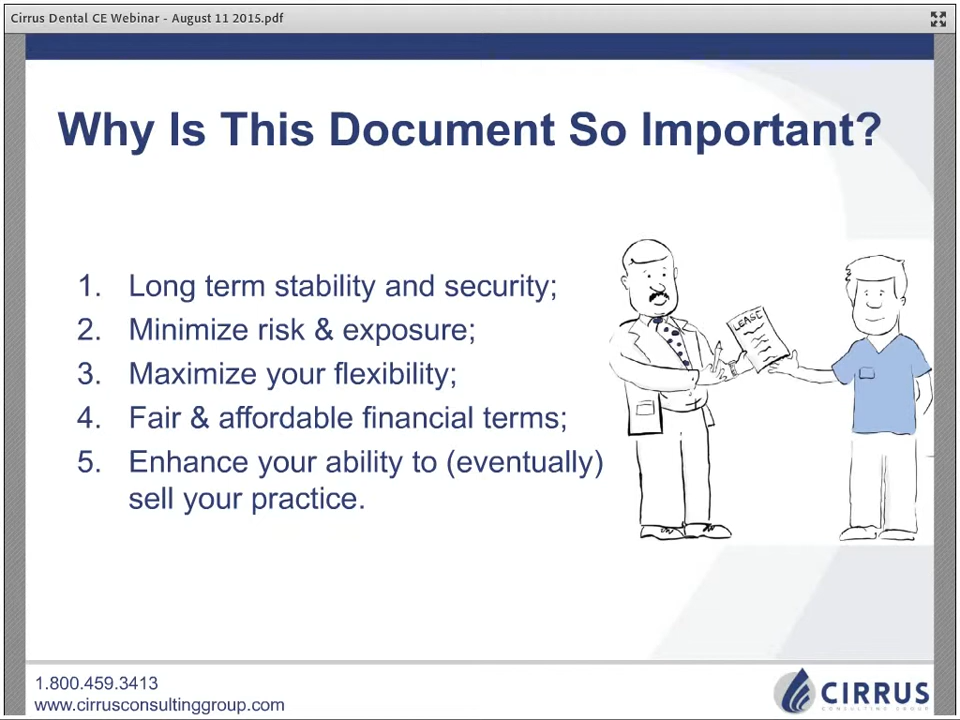 Cirrus Dental CE Webinar - August 11 2015.pdf
Why Is This Document So Important?
1. Long term stability and security;
2. Minimize risk & exposure;
3. Maximize your flexibility;
4. Fair & affordable financial terms;
5. Enhance your ability to (eventually)
sell your practice.
LEASE
1.800.459.3413
www.cirrusconsultinggroup.com
CIRRUS
CONSULTING GROUP